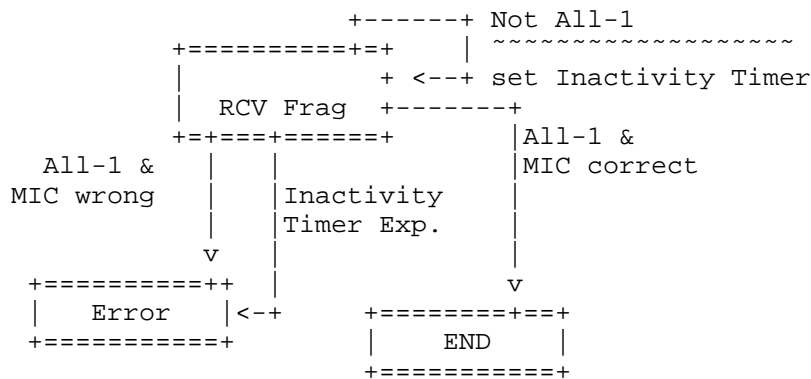 +------+ Not All-1
          +==========+=+     | ~~~~~~~~~~~~~~~~~~~
          |            + <--+ set Inactivity Timer
          |  RCV Frag  +-------+
          +=+===+======+       |All-1 &
   All-1 &  |   |              |MIC correct
 MIC wrong  |   |Inactivity    |
            |   |Timer Exp.    |
            v   |              |
 +==========++  |              v
 |   Error   |<-+     +========+==+
 +===========+        |    END    |
                      +===========+